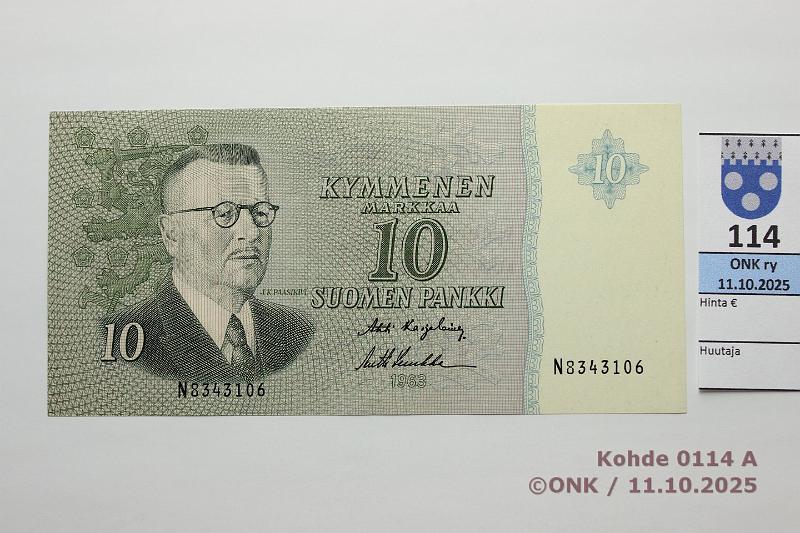 KYMMENEN
MARKKAA
10
SUOMEN PANKKI
1963
J.K. PAASIKIVI
10
N8343106
10
N8343106
114
ONK ry
11.10.2025
Hinta €
Huutaja
Kohde 0114 A
©ONK / 11.10.2025